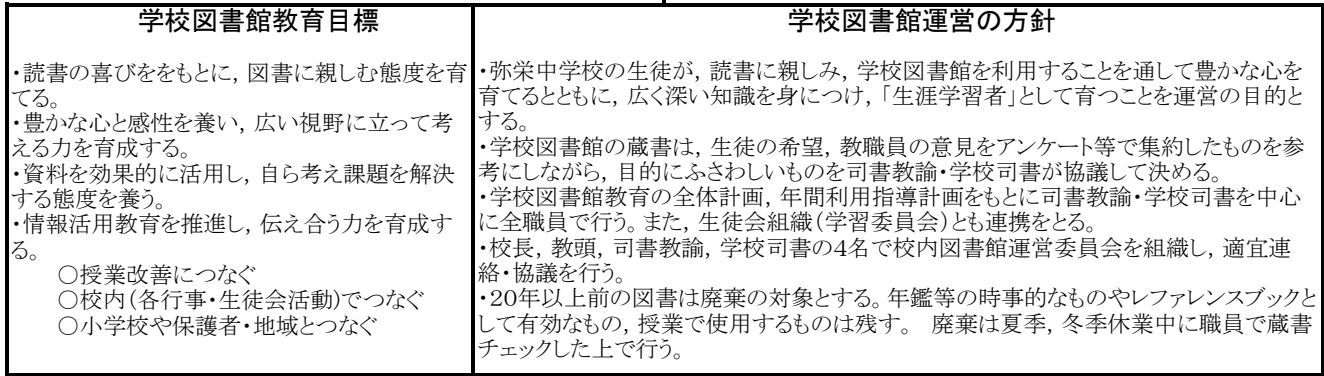 学校図書館教育目標
・読書の喜びををもとに，図書に親しむ態度を育
てる。
・豊かな心と感性を養い，広い視野に立って考
える力を育成する。
・資料を効果的に活用し，自ら考え課題を解決
する態度を養う。
・情報活用教育を推進し，伝え合う力を育成す
る。
○授業改善につなぐ
○校内（各行事・生徒会活動）でつなぐ
○小学校や保護者・地域とつなぐ
学校図書館運営の方針
・弥栄中学校の生徒が，読書に親しみ，学校図書館を利用することを通して豊かな心を
育てるとともに，広く深い知識を身につけ，「生涯学習者」として育つことを運営の目的と
する。
・学校図書館の蔵書は，生徒の希望，教職員の意見をアンケート等で集約したものを参
考にしながら，目的にふさわしいものを司書教諭・学校司書が協議して決める。
・学校図書館教育の全体計画，年間利用指導計画をもとに司書教諭・学校司書を中心
に全職員で行う。また，生徒会組織（学習委員会）とも連携をとる。
・校長，教頭，司書教諭，学校司書の4名で校内図書館運営委員会を組織し，適宜連
絡・協議を行う。
・20年以上前の図書は廃棄の対象とする。年鑑等の時事的なものやレファレンスブックと
して有効なもの，授業で使用するものは残す。 廃棄は夏季，冬季休業中に職員で蔵書
チェックした上で行う。